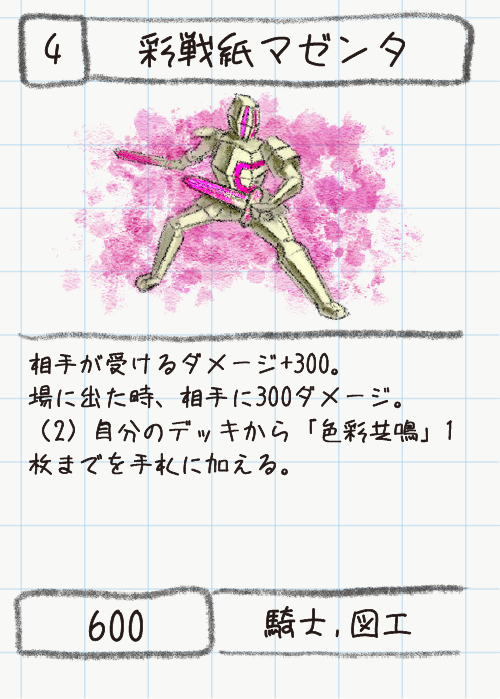 4
彩戦紙マゼンタ
相手が受けるダメージ+300。
場に出た時、相手に300ダメージ。
（2）自分のデッキから「色彩共鳴」1
枚までを手札に加える。
600
騎士,図工